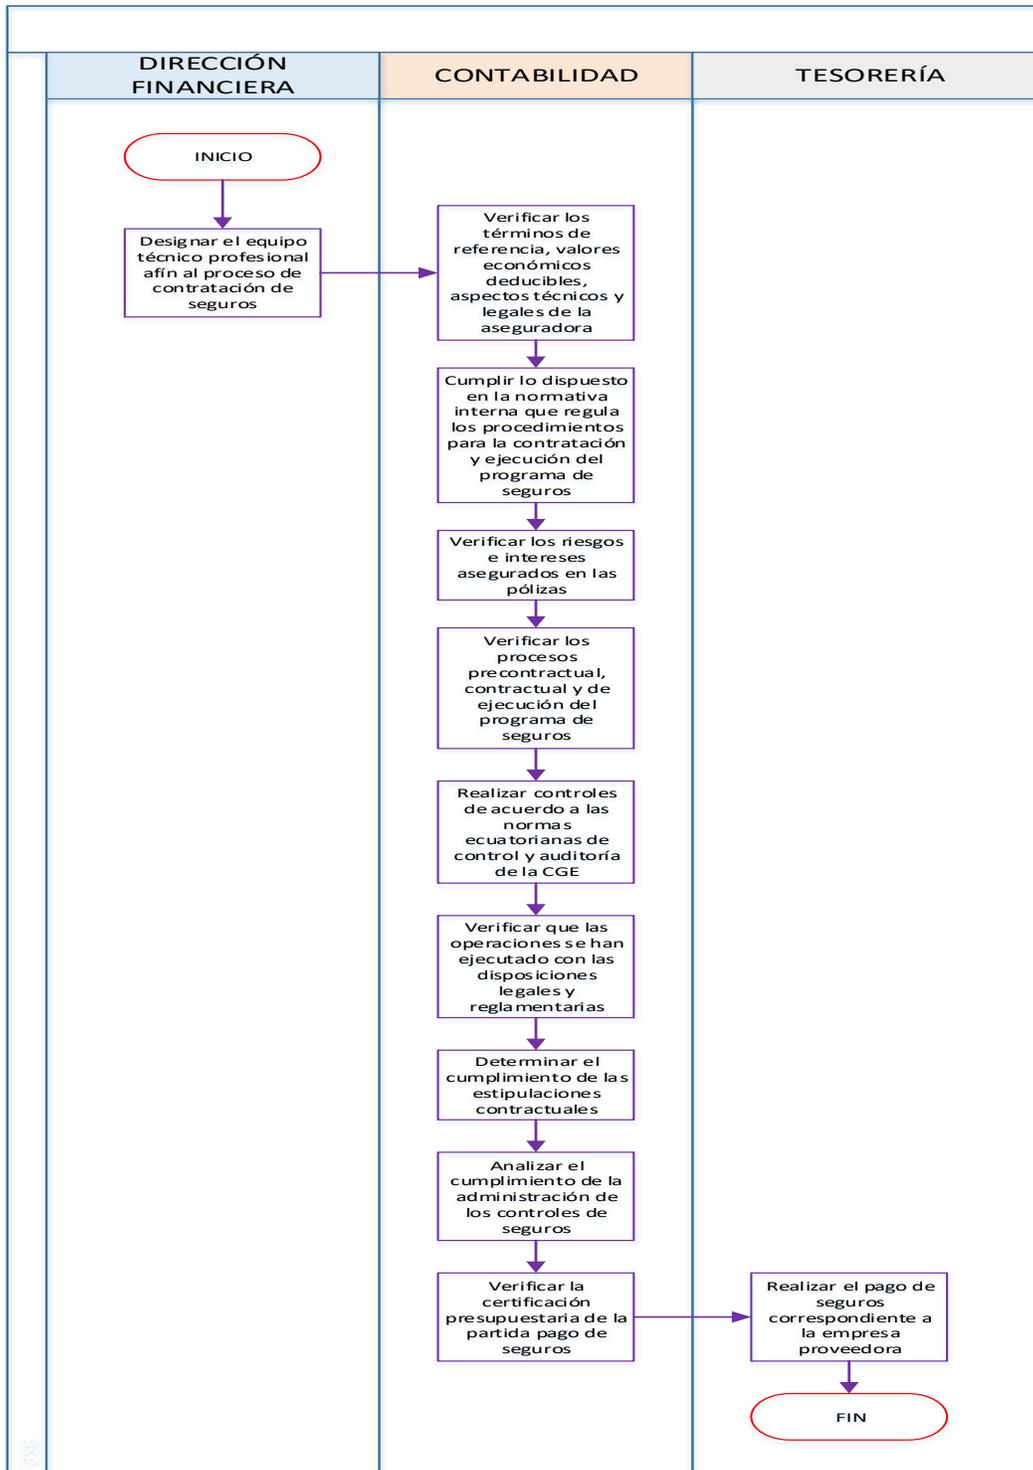 DIRECCIÓN
FINANCIERA
CONTABILIDAD
TESORERÍA
INICIO
Designar el equipo
técnico profesional
afín al proceso de
contratación de
seguros
Verificar los
términos de
referencia, valores
económicos
deducibles,
aspectos técnicos y
legales de la
aseguradora
Cumplir lo dispuesto
en la normativa
interna que regula
los procedimientos
para la contratación
y ejecución del
programa de
seguros
Verificar los riesgos
e intereses
asegurados en las
pólizas
Verificar los
procesos
precontractual,
contractual y de
ejecución del
programa de
seguros
Realizar controles
de acuerdo a las
normas
ecuatorianas de
control y auditoría
de la CGE
Verificar que las
operaciones se han
ejecutado con las
disposiciones
legales y
reglamentarias
Determinar el
cumplimiento de las
estipulaciones
contractuales
Analizar el
cumplimiento de la
administración de
los controles de
seguros
Verificar la
certificación
presupuestaria de la
partida pago de
seguros
Realizar el pago de
seguros
correspondiente a
la empresa
proveedora
FIN